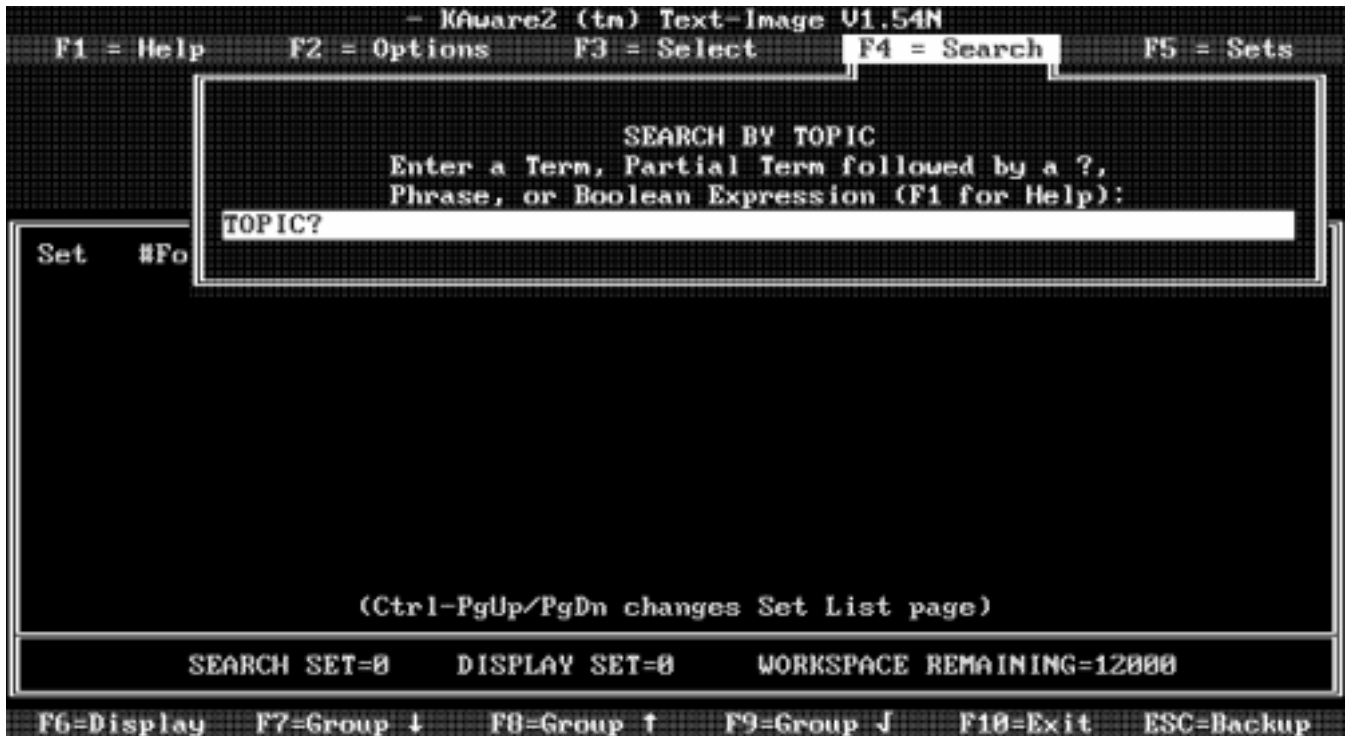 — KAware2 (tm) Text-Image V1.54N
F1 = Help F2 = Options F3 = Select F4 = Search F5 = Sets
SEARCH BY TOPIC
Enter a Term, Partial Term followed by a ?,
Phrase, or Boolean Expression (F1 for Help):
TOPIC?
Set #Fo
(Ctrl-PgUp/PgDn changes Set List page)
SEARCH SET=0 DISPLAY SET=0 WORKSPACE REMAINING=12000
F6=Display F7=Group ↓ F8=Group ↑ F9=Group √ F10=Exit ESC=Backup